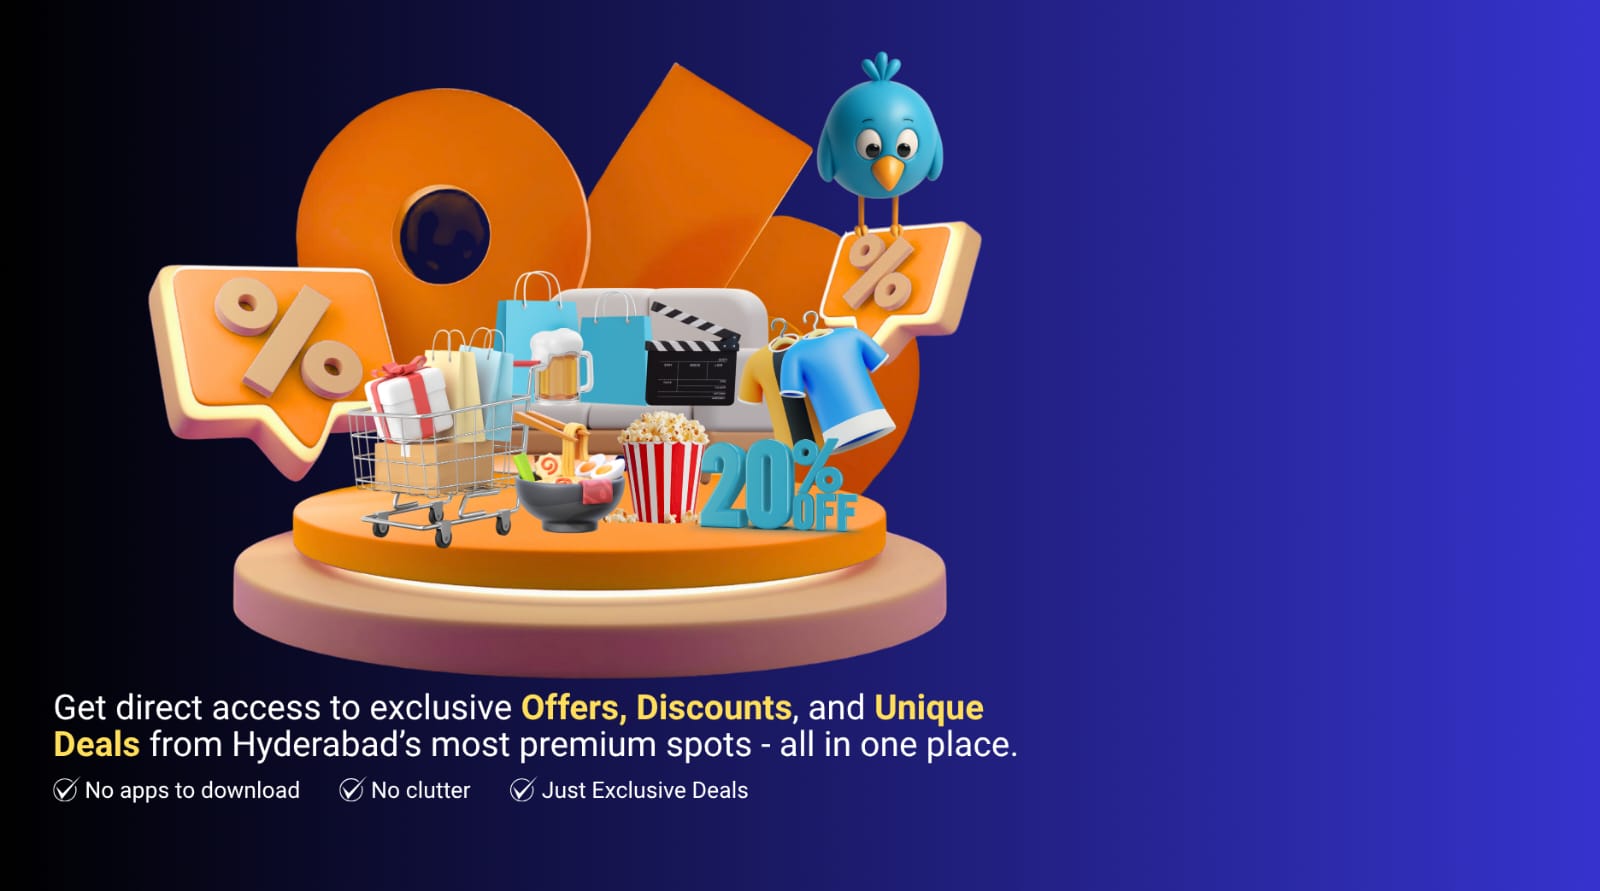 %
%
20%
OFF
Get direct access to exclusive Offers, Discounts, and Unique
Deals from Hyderabad’s most premium spots - all in one place.
No apps to download No clutter Just Exclusive Deals